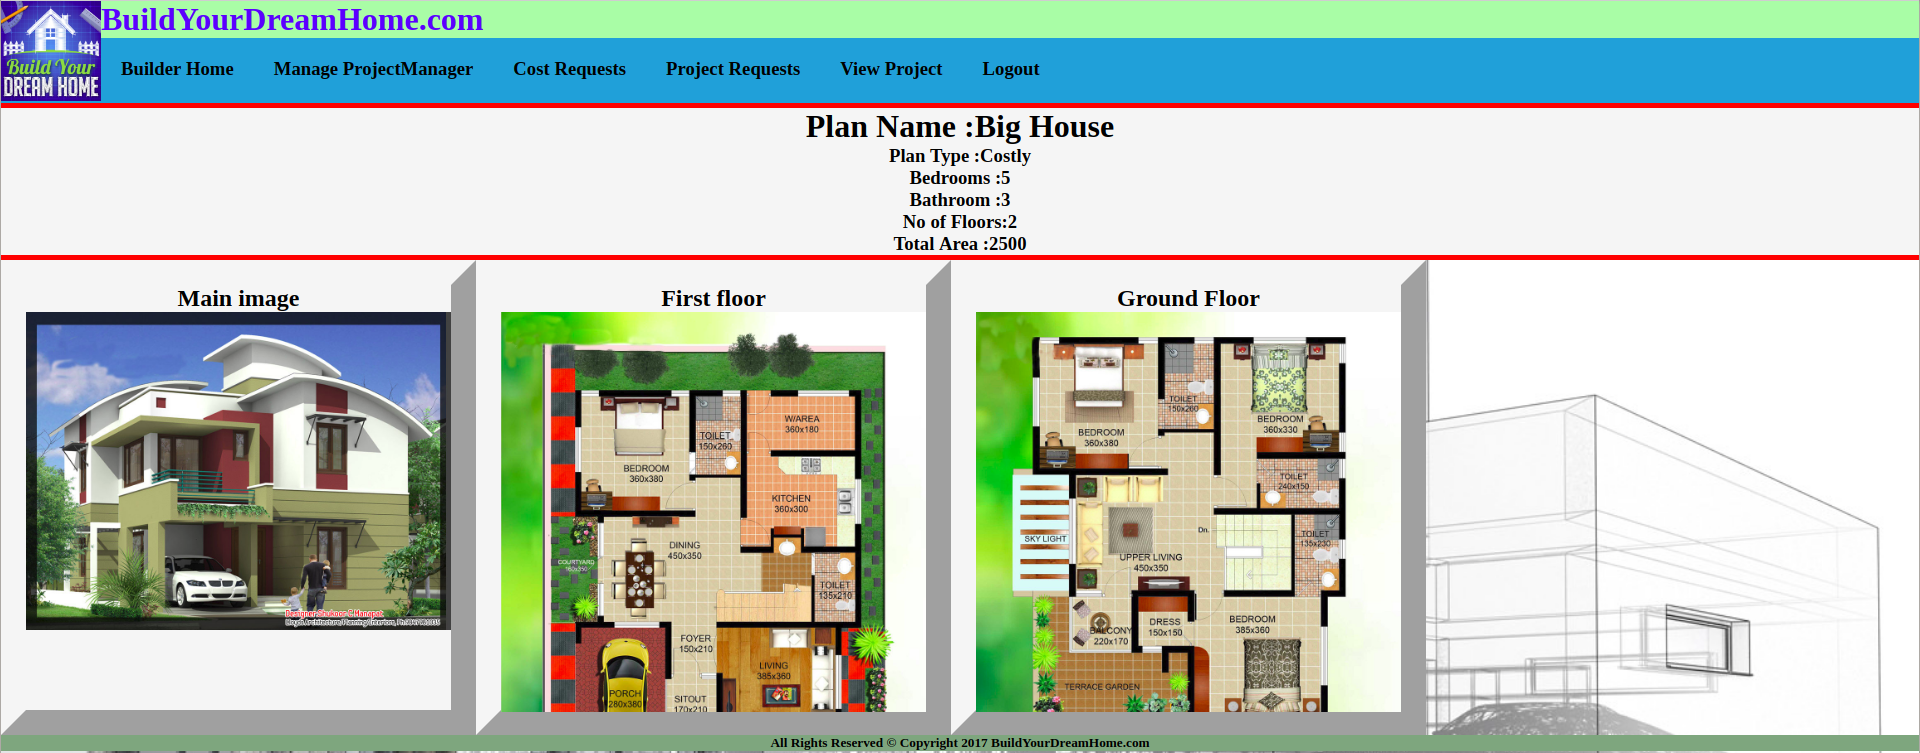 BuildYourDreamHome.com
Build Your
DREAM HOME
Builder Home Manage ProjectManager Cost Requests Project Requests View Project Logout
Plan Name :Big House
Plan Type :Costly
Bedrooms :5
Bathroom :3
No of Floors:2
Total Area :2500
Main image
Designer-Shukoor C.Manapat
First floor
W/AREA
360x180
TOILET
150x260
BEDROOM
360x380
KITCHEN
360x300
DINING
450x350
COURTYARD
TOILET
135x210
FOYER
150x210
LIVING
385x360
PORCH
280x380
SITOUT
170x210
Ground Floor
TOILET
150x260
BEDROOM
360x380
BEDROOM
360x330
TOILET
240x150
Dn.
SKY LIGHT
TOILET
135x230
UPPER LIVING
450x350
DRESS
150x150
BEDROOM
385x360
BALCONY
220x170
TERRACE GARDEN
All Rights Reserved © Copyright 2017 BuildYourDreamHome.com